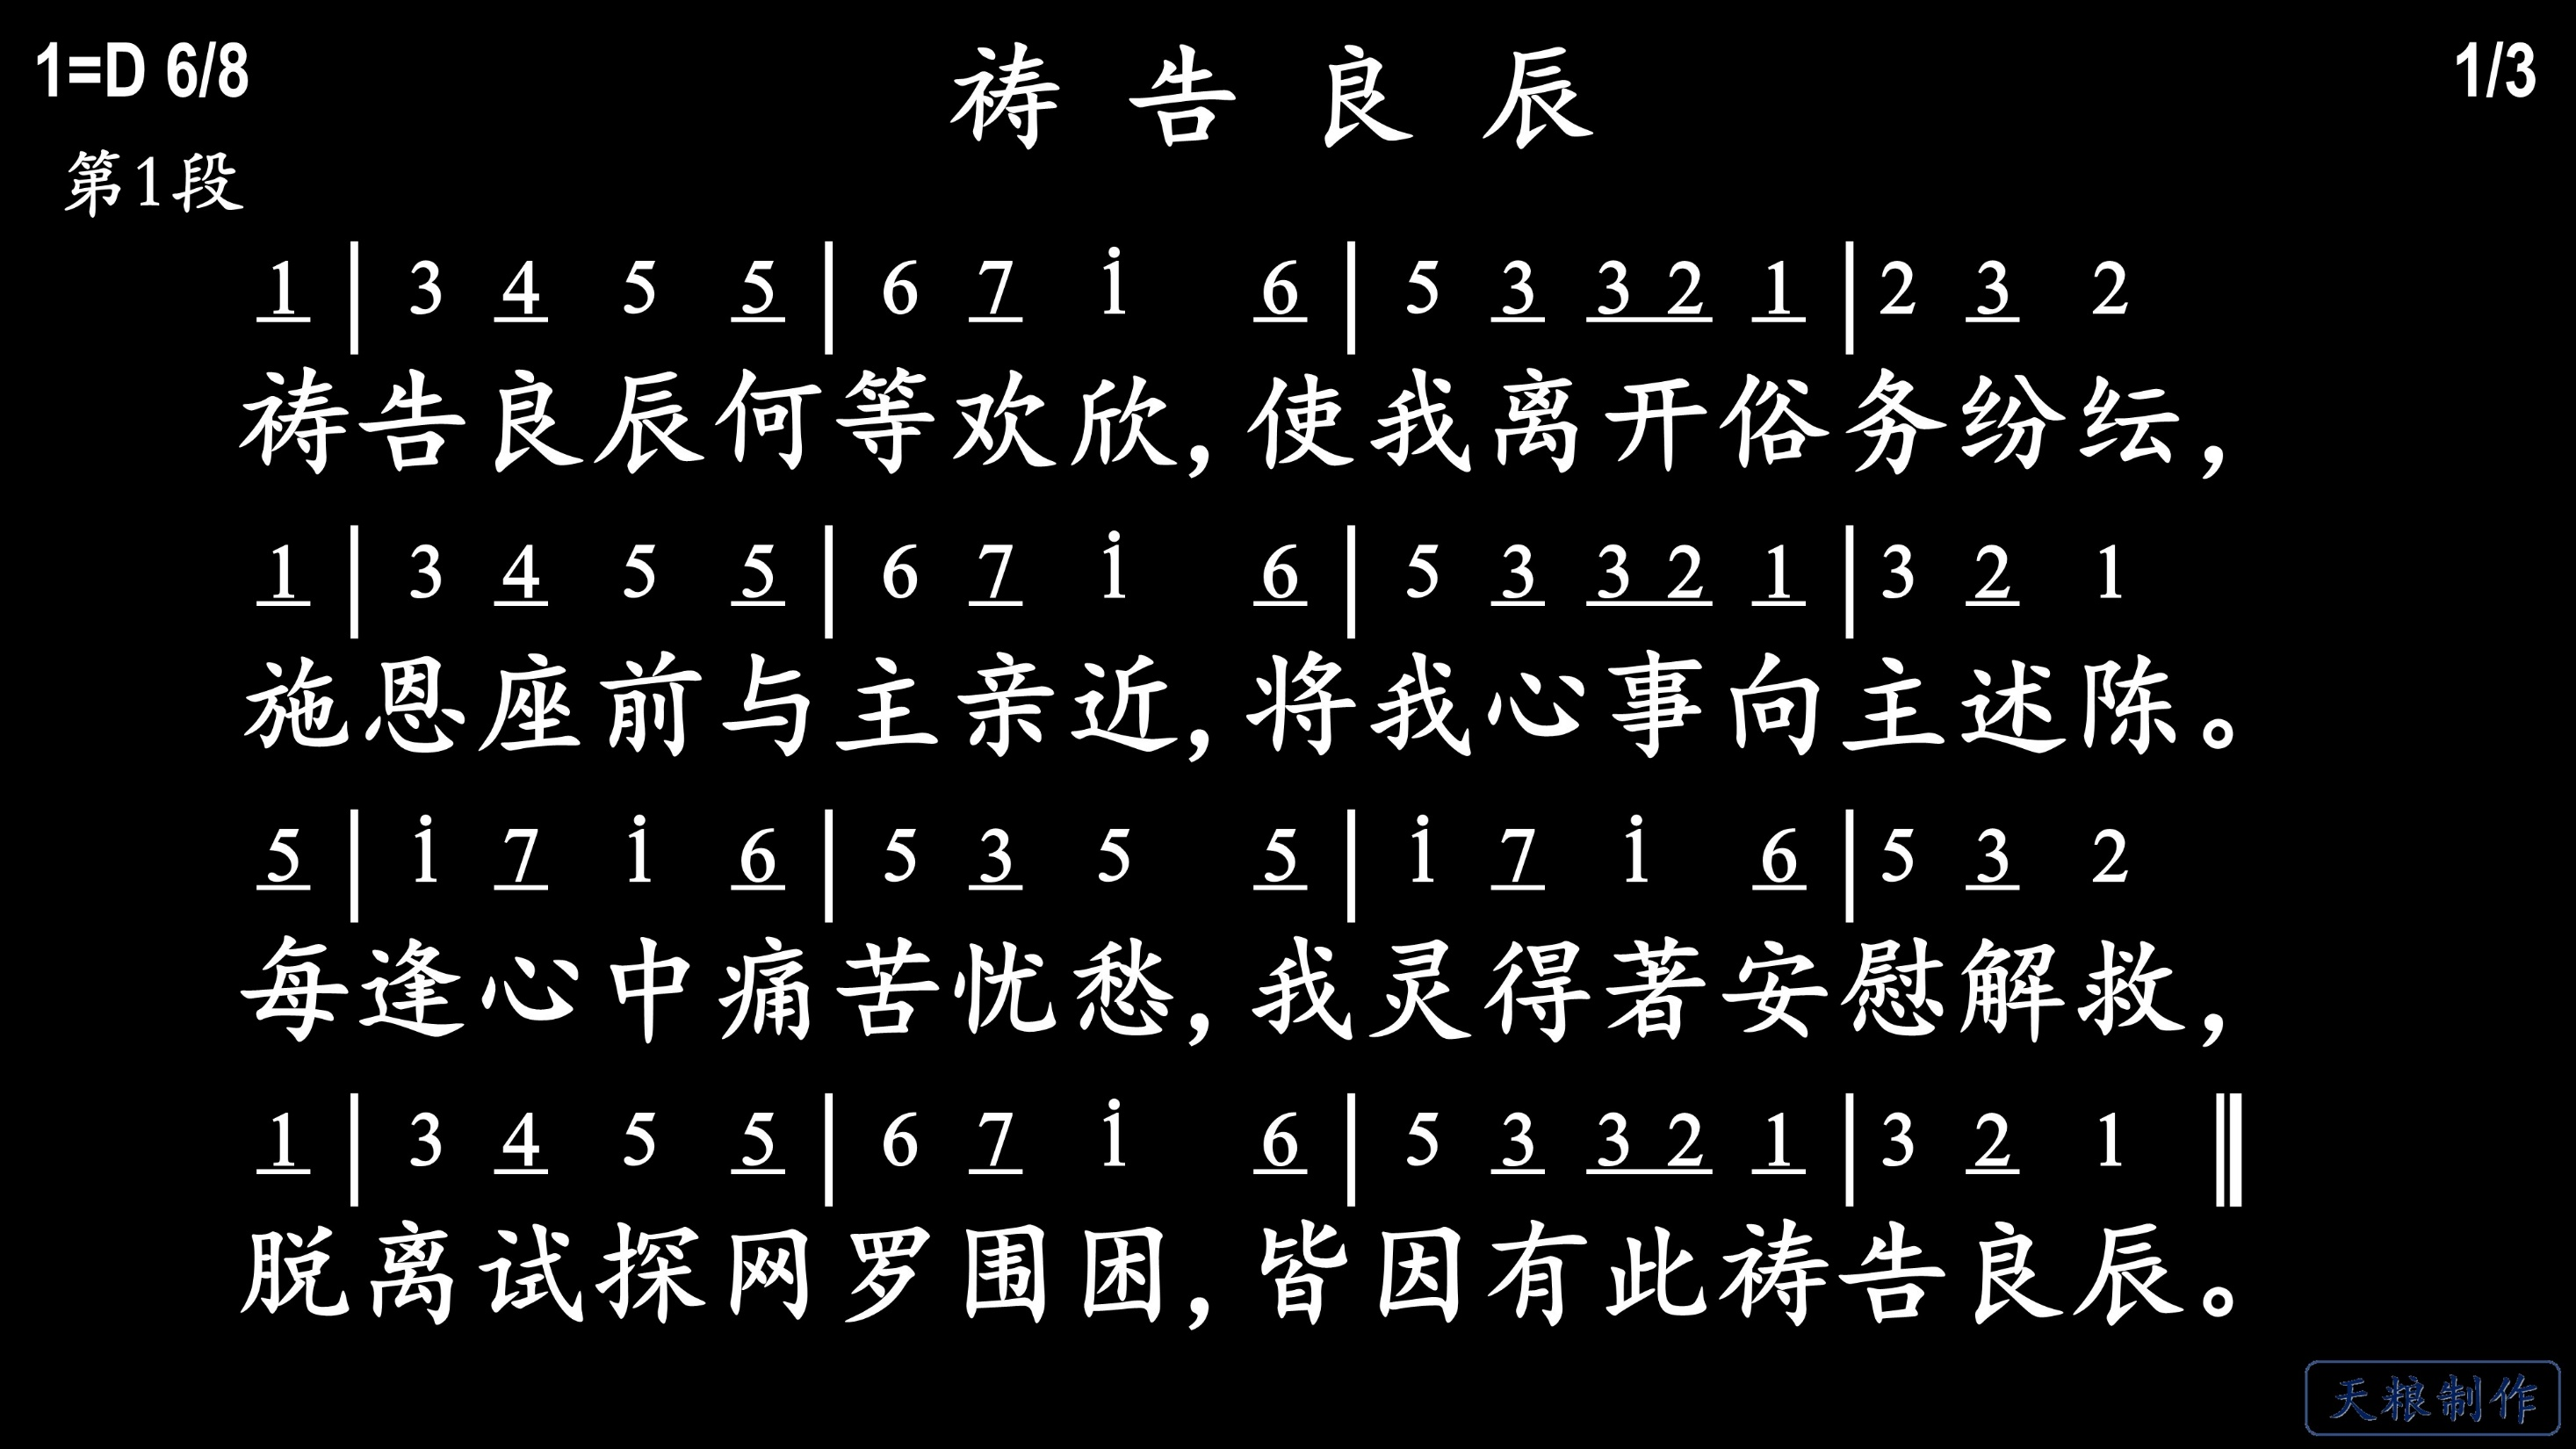 1=D 6/8
祷告良辰
1/3
第1段
1 | 3 4 5 5 | 6 7 i 6 | 5 3 3 2 1 | 2 3 2
祷告良辰何等欢欣,使我离开俗务纷纭,
1 | 3 4 5 5 | 6 7 i 6 | 5 3 3 2 1 | 3 2 1
施恩座前与主亲近,将我心事向主述陈。
5 | i 7 i 6 | 5 3 5 5 | i 7 i 6 | 5 3 2
每逢心中痛苦忧愁,我灵得著安慰解救,
1 | 3 4 5 5 | 6 7 i 6 | 5 3 3 2 1 | 3 2 1 ‖
脱离试探网罗围困,皆因有此祷告良辰。
天粮制作